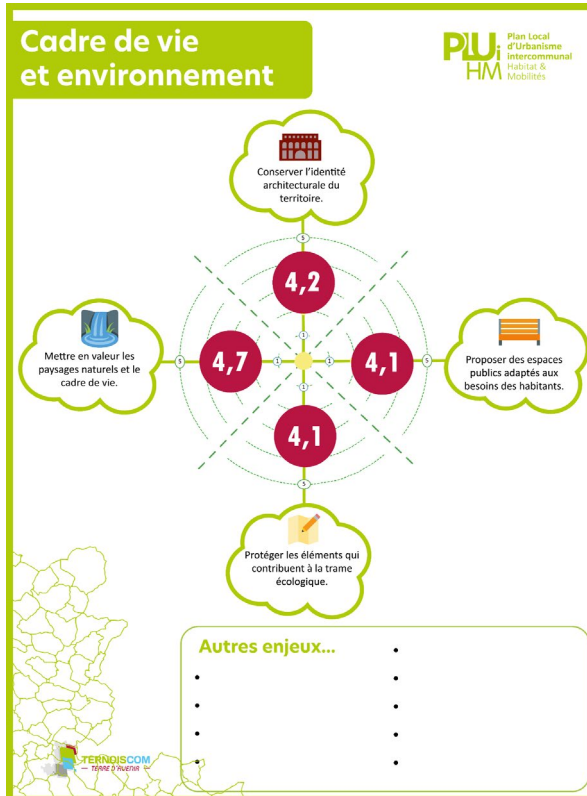 Cadre de vie
et environnement
PLUi
HM
Plan Local
d'Urbanisme
Intercommunal
Habitat &
Mobilités
Conserver l'identité
architecturale du
territoire.
5
4,2
1
Mettre en valeur les
paysages naturels et le
cadre de vie.
5
4,7
1
1
4,1
5
Proposer des espaces
publics adaptés aux
besoins des habitants.
1
4,1
5
Protéger les éléments qui
contribuent à la trame
écologique.
Autres enjeux...
TERNOISCOM
TERRE D'AVENIR